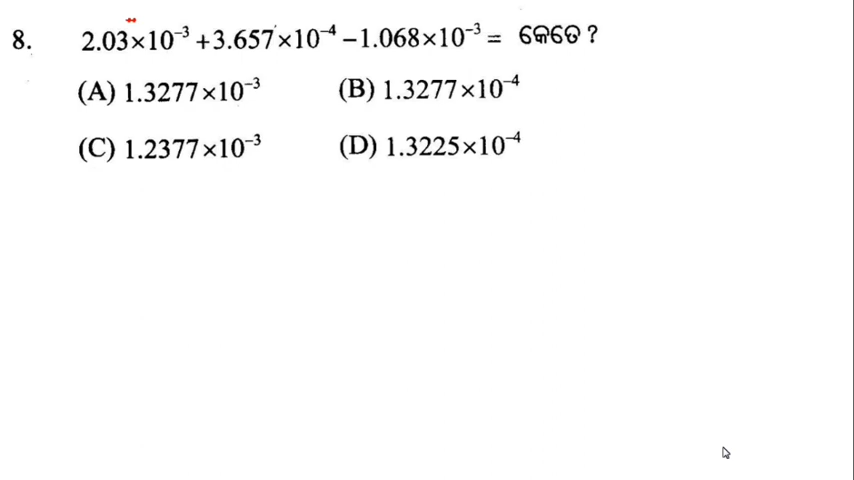 8. 2.03×10⁻³ +3.657×10⁻⁴ −1.068×10⁻³ = କେତେ ?
(A) 1.3277×10⁻³ (B) 1.3277×10⁻⁴
(C) 1.2377×10⁻³ (D) 1.3225×10⁻⁴